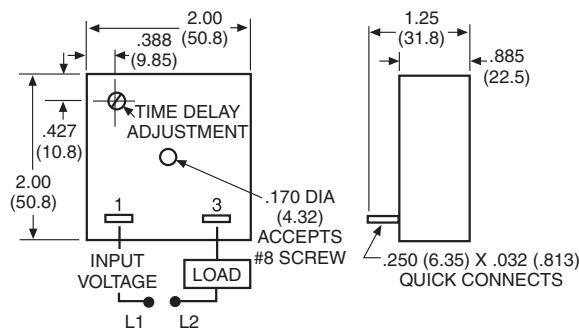 2.00
(50.8)
.388
(9.85)
TIME DELAY
ADJUSTMENT
.427
(10.8)
2.00
(50.8)
1
3
.170 DIA
(4.32)
ACCEPTS
#8 SCREW
INPUT
VOLTAGE
LOAD
L1
L2
1.25
(31.8)
.885
(22.5)
.250 (6.35) X .032 (.813)
QUICK CONNECTS